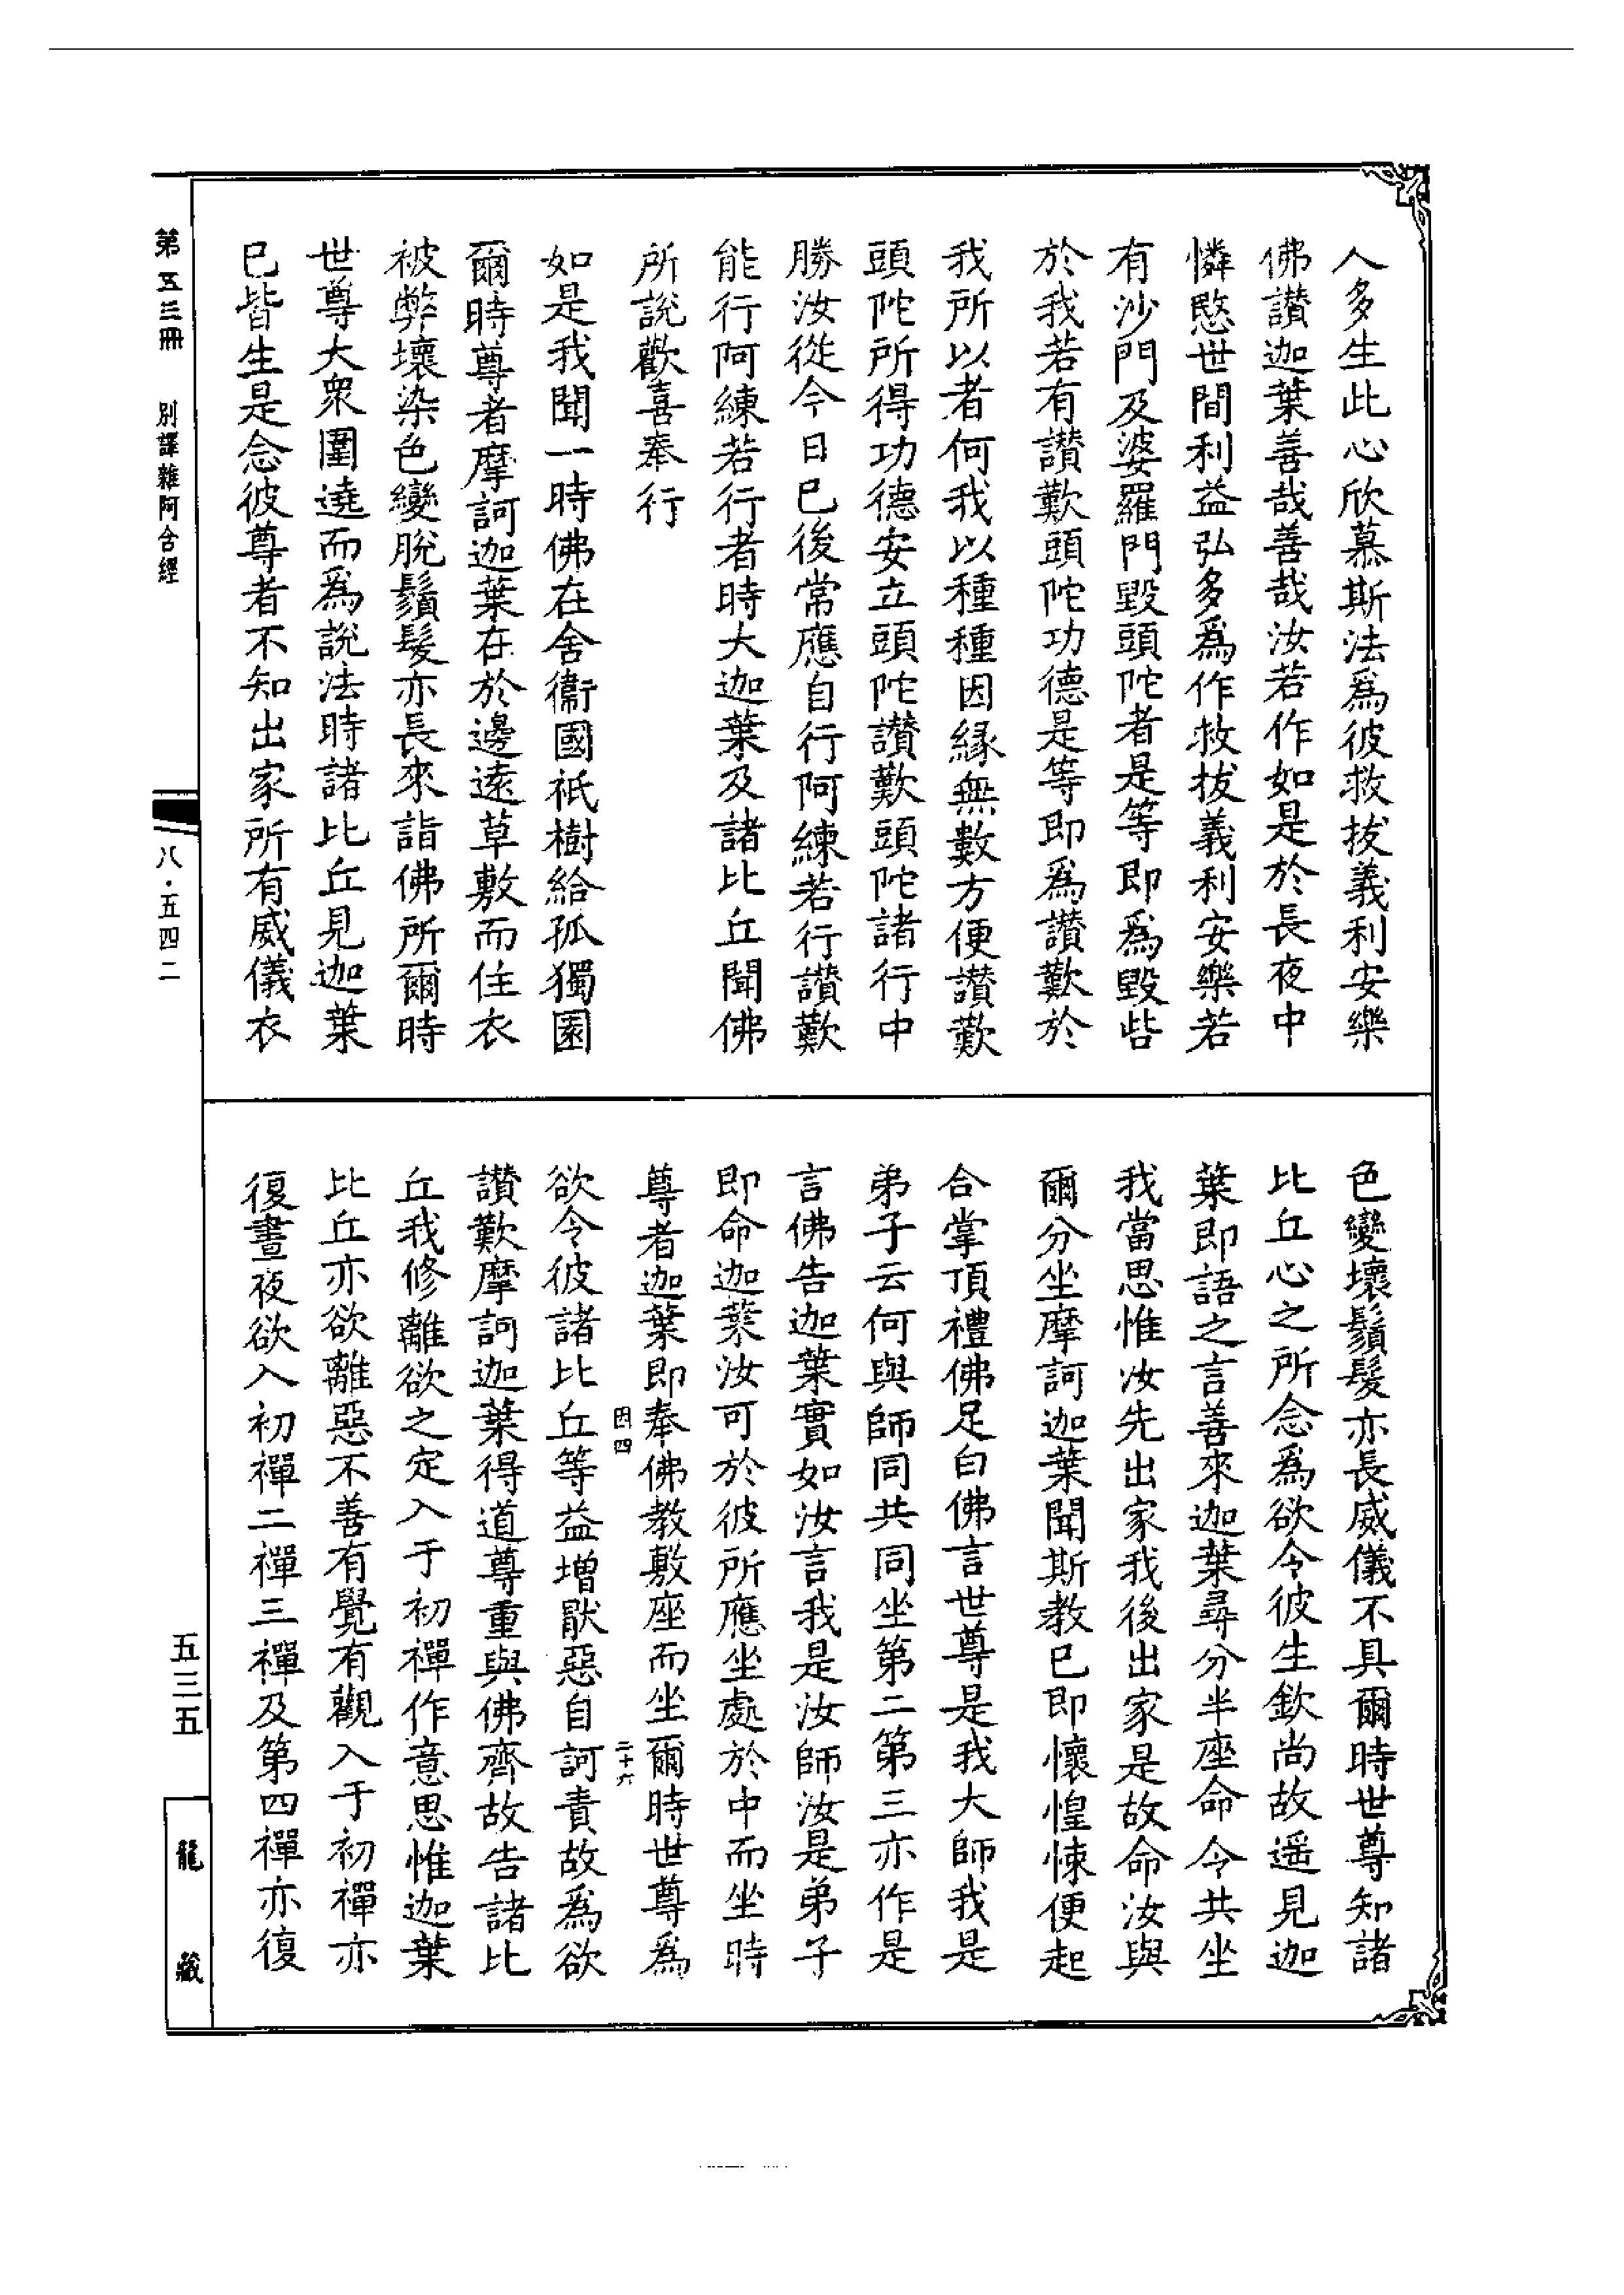 人多生此心欣慕斯法爲彼救拔義利安樂
佛讃迦葉善哉善哉汝若作如是於長夜中
憐愍世間利益弘多爲作救拔義利安樂若
有沙門及婆羅門毀頭陀者是等即爲毀呰
於我若有讃歎頭陀功德是等即爲讃歎於
我所以者何我以種種因緣無數方便讃歎
頭陀所得功德安立頭陀讃歎頭陀諸行中
勝汝從今日已後常應自行阿練若行讃歎
能行阿練若行者時大迦葉及諸比丘聞佛
所說歡喜奉行
如是我聞一時佛在舍衞國祇樹給孤獨園
爾時尊者摩訶迦葉在於邊遠草敷而住衣
被弊壞染色變脫鬚髮亦長來詣佛所爾時
世尊大衆圍遶而爲說法時諸比丘見迦葉
已皆生是念彼尊者不知出家所有威儀衣
色變壞鬚髮亦長威儀不具爾時世尊知諸
比丘心之所念爲欲令彼生欽尚故遥見迦
葉即語之言善來迦葉尋分半座命令共坐
我當思惟汝先出家我後出家是故命汝與
爾分坐摩訶迦葉聞斯教已即懷惶悚便起
合掌頂禮佛足白佛言世尊是我大師我是
弟子云何與師同共同坐第二第三亦作是
言佛告迦葉實如汝言我是汝師汝是弟子
即命迦葉汝可於彼所應坐處於中而坐時
尊者迦葉即奉佛教敷座而坐爾時世尊爲
因四
二十六
欲令彼諸比丘等益增猒惡自訶責故爲欲
讃歎摩訶迦葉得道尊重與佛齊故告諸比
丘我修離欲之定入于初禪作意思惟迦葉
比丘亦欲離惡不善有覺有觀入于初禪亦
復晝夜欲入初禪二禪三禪及第四禪亦復
第五三冊
別譯雜阿含經
八·五四二
五三五
龍藏